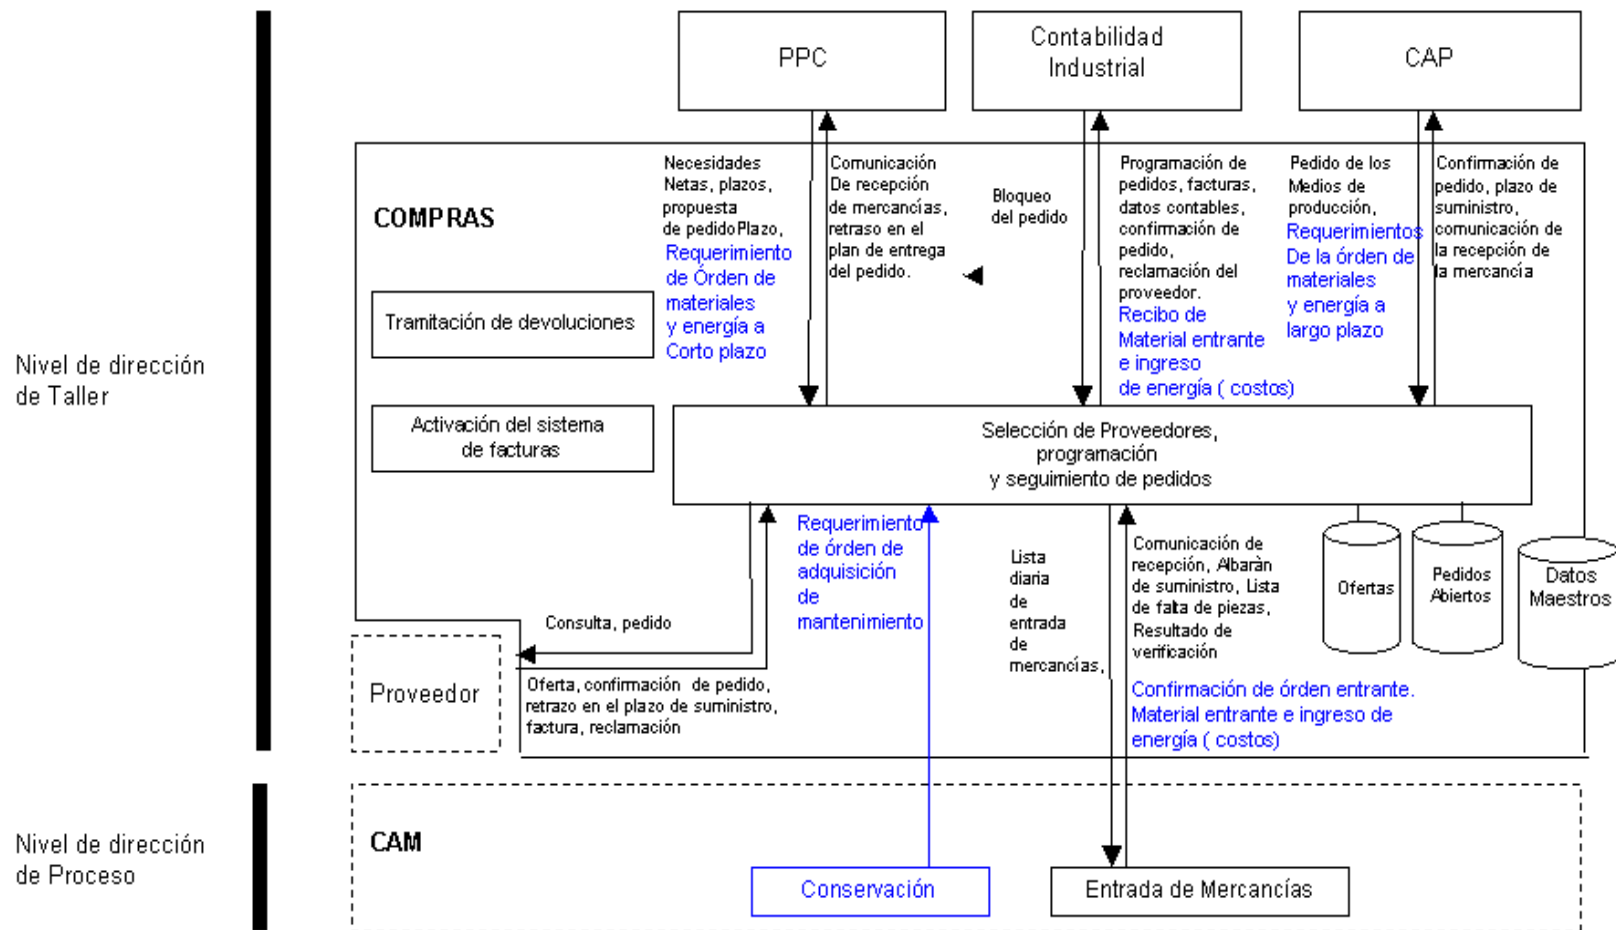 PPC
Contabilidad
Industrial
CAP
COMPRAS
Necesidades
Netas, plazos,
propuesta
de pedidoPlazo,
Requerimiento
de Órden de
materiales
y energía a
Corto plazo
Comunicación
De recepción
de mercancías,
retraso en el
plan de entrega
del pedido.
Bloqueo
del pedido
Programación de
pedidos, facturas,
datos contables,
confirmación de
pedido,
reclamación del
proveedor.
Recibo de
Material entrante
e ingreso
de energía ( costos)
Pedido de los
Medios de
producción,
Requerimientos
De la órden de
materiales
y energía a
largo plazo
Confirmación de
pedido, plazo de
suministro,
comunicación de
la recepción de
la mercancía
Tramitación de devoluciones
Nivel de dirección
de Taller
Activación del sistema
de facturas
Selección de Proveedores,
programación
y seguimiento de pedidos
Requerimiento
de órden de
adquisición
de
mantenimiento
Lista
diaria
de
entrada
de
mercancías,
Comunicación de
recepción, Albaràn
de suministro, Lista
de falta de piezas,
Resultado de
verificación
Confirmación de órden entrante.
Material entrante e ingreso de
energía ( costos)
Ofertas
Pedidos
Abiertos
Datos
Maestros
Consulta, pedido
Proveedor
Oferta, confirmación de pedido,
retrazo en el plazo de suministro,
factura, reclamación
Nivel de dirección
de Proceso
CAM
Conservación
Entrada de Mercancías